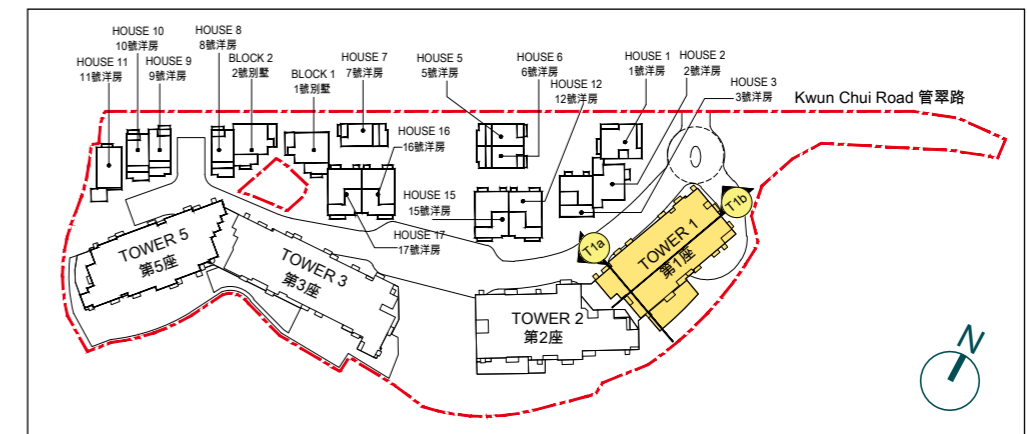 HOUSE 11
11號洋房
HOUSE 10
10號洋房
HOUSE 9
9號洋房
HOUSE 8
8號洋房
BLOCK 2
2號別墅
BLOCK 1
1號別墅
HOUSE 7
7號洋房
HOUSE 16
16號洋房
HOUSE 5
5號洋房
HOUSE 6
6號洋房
HOUSE 12
12號洋房
HOUSE 1
1號洋房
HOUSE 2
2號洋房
HOUSE 3
3號洋房
Kwun Chui Road 管翠路
HOUSE 15
15號洋房
HOUSE 17
17號洋房
TOWER 5
第5座
TOWER 3
第3座
TOWER 2
第2座
TOWER 1
第1座
T1a
T1b
N